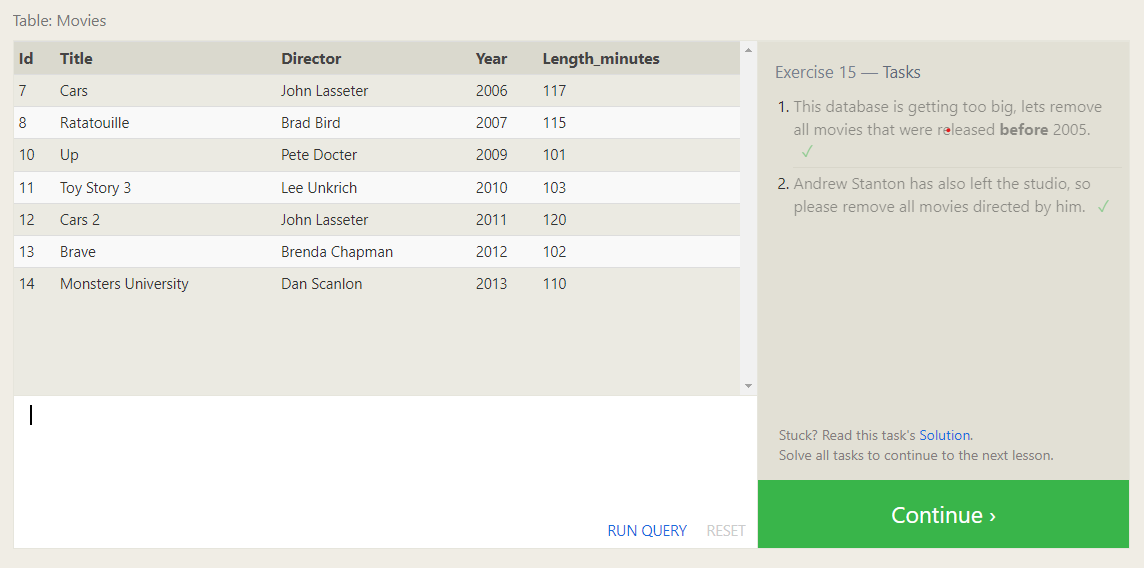 Table: Movies
Id Title Director Year Length_minutes
7 Cars John Lasseter 2006 117
8 Ratatouille Brad Bird 2007 115
10 Up Pete Docter 2009 101
11 Toy Story 3 Lee Unkrich 2010 103
12 Cars 2 John Lasseter 2011 120
13 Brave Brenda Chapman 2012 102
14 Monsters University Dan Scanlon 2013 110
RUN QUERY RESET
Exercise 15 — Tasks
1. This database is getting too big, lets remove
all movies that were released before 2005.
✓
2. Andrew Stanton has also left the studio, so
please remove all movies directed by him. ✓
Stuck? Read this task's Solution.
Solve all tasks to continue to the next lesson.
Continue ›